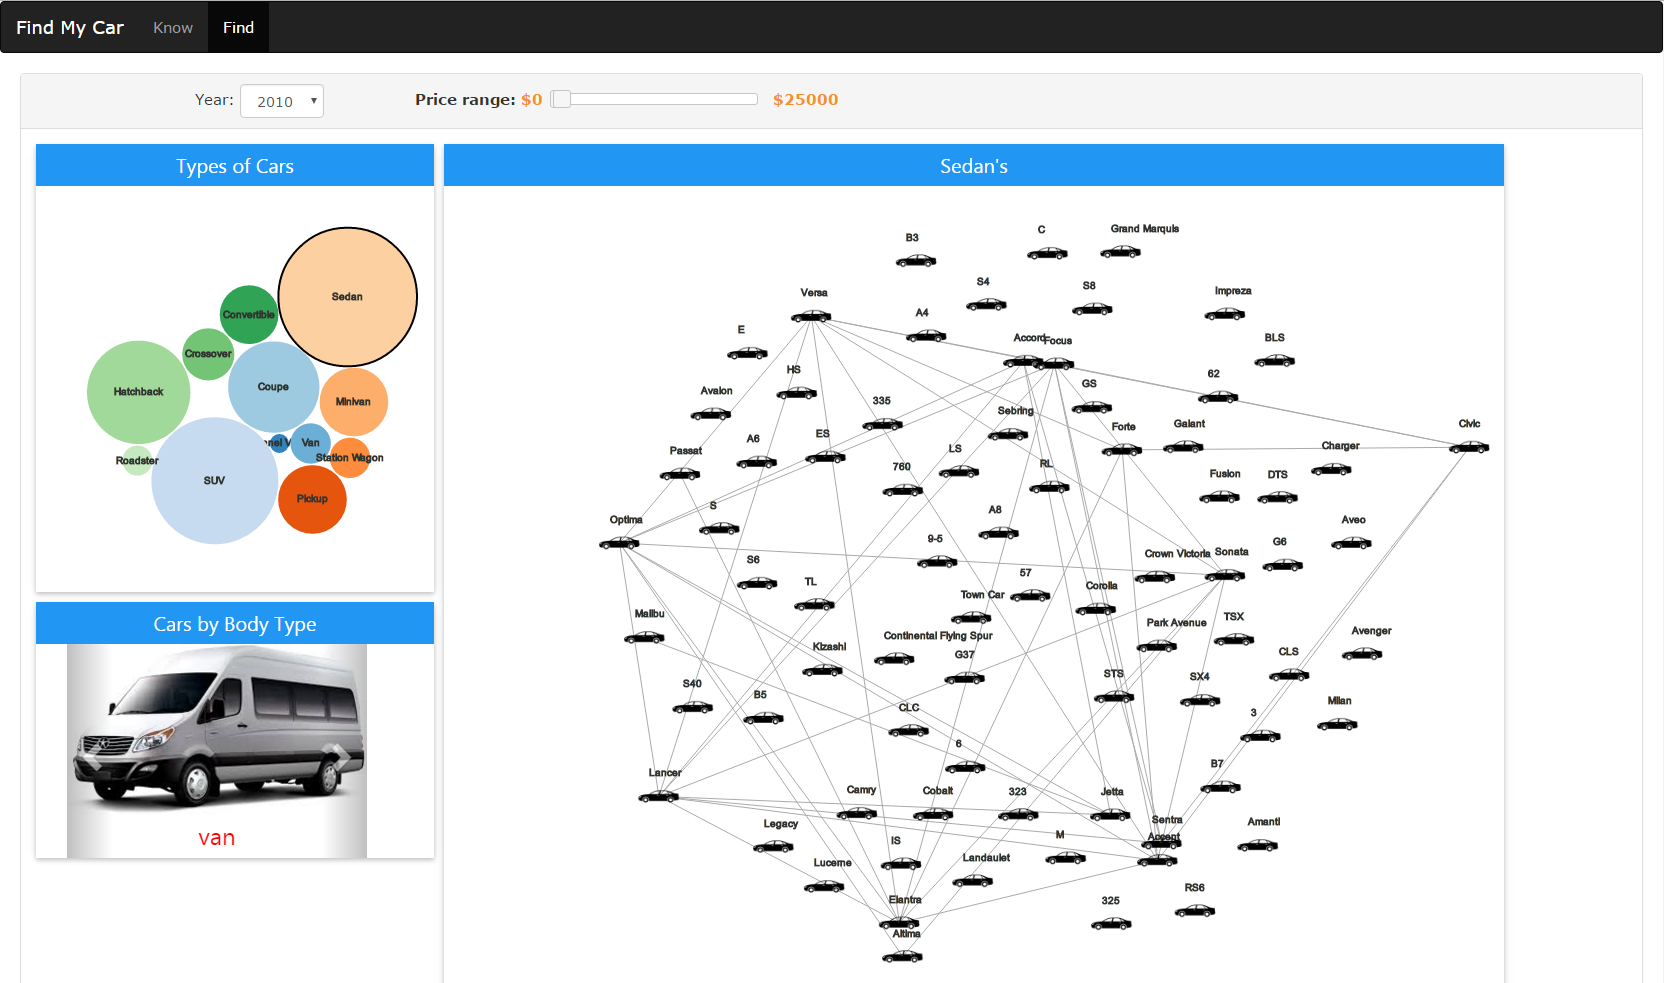 Find My Car Know Find
Year: 2010 Price range: $0 $25000
Types of Cars
Sedan
Convertible
Crossover
Coupe
Hatchback
Minivan
nel V
Van
Station Wagon
Roadster
SUV
Pickup
Cars by Body Type
van
Sedan's
C
Grand Marquis
B3
S4
S8
Impreza
Versa
A4
E
Accord
Focus
BLS
HS
62
Avalon
GS
335
Sebring
Forte
Galant
Civic
A6
ES
LS
Charger
Passat
760
RL
Fusion
DTS
S
A8
Optima
Aveo
9-5
G6
Crown Victoria
Sonata
S6
57
TL
Town Car
Corolla
Malibu
Park Avenue
TSX
Continental Flying Spur
Avenger
Kizashi
G37
CLS
S40
STS
SX4
B5
CLC
3
Milan
6
B7
Lancer
Camry
Cobalt
323
Jetta
Legacy
Sentra
Amanti
M
Accent
IS
Lucerne
Landaulet
RS6
Elantra
325
Altima